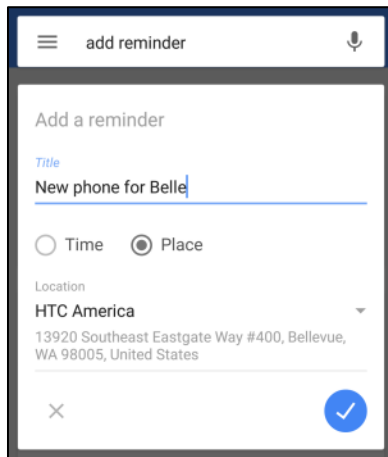 add reminder
Add a reminder
Title
New phone for Belle
Time Place
Location
HTC America
13920 Southeast Eastgate Way #400, Bellevue,
WA 98005, United States